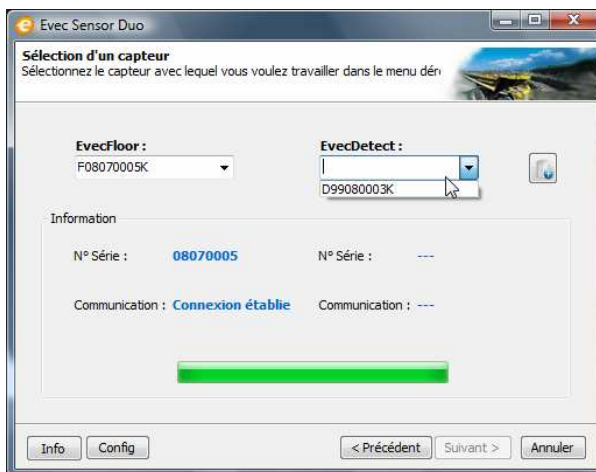 Evec Sensor Duo
Sélection d'un capteur
Sélectionnez le capteur avec lequel vous voulez travailler dans le menu déro
EvecFloor :
EvecDetect :
F08070005K
D99080003K
Information
N° Série :
08070005
N° Série :
---
Communication :
Connexion établie
Communication :
---
Info
Config
< Précédent
Suivant >
Annuler